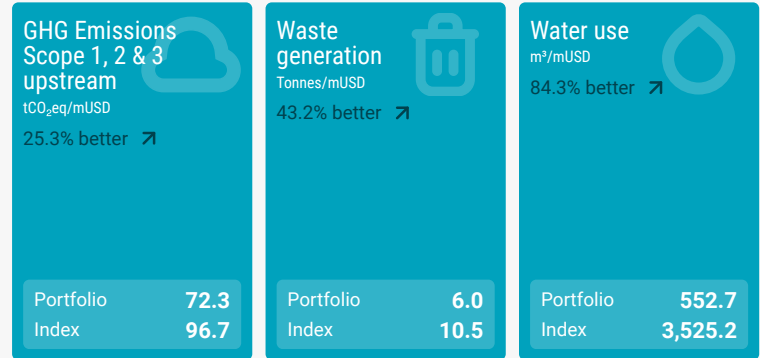 GHG Emissions
Scope 1, 2 & 3
upstream
tCO₂eq/mUSD
25.3% better
Portfolio 72.3
Index 96.7
Waste
generation
Tonnes/mUSD
43.2% better
Portfolio 6.0
Index 10.5
Water use
m³/mUSD
84.3% better
Portfolio 552.7
Index 3,525.2